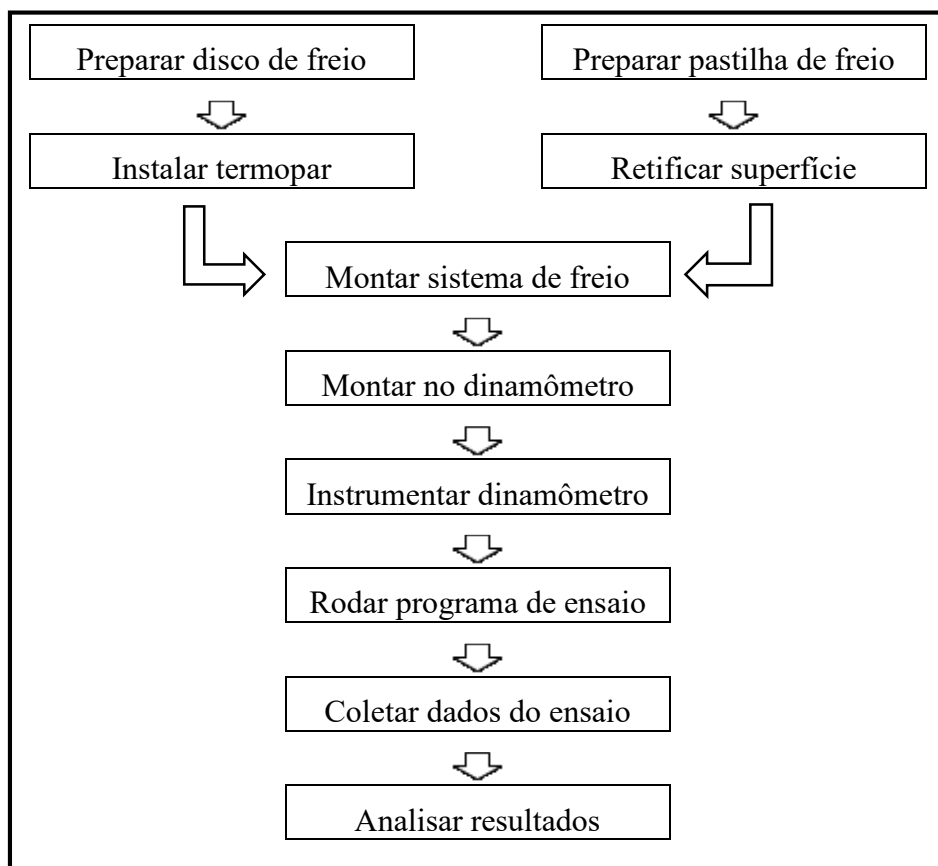 Preparar disco de freio
Preparar pastilha de freio
Instalar termopar
Retificar superfície
Montar sistema de freio
Montar no dinamômetro
Instrumentar dinamômetro
Rodar programa de ensaio
Coletar dados do ensaio
Analisar resultados